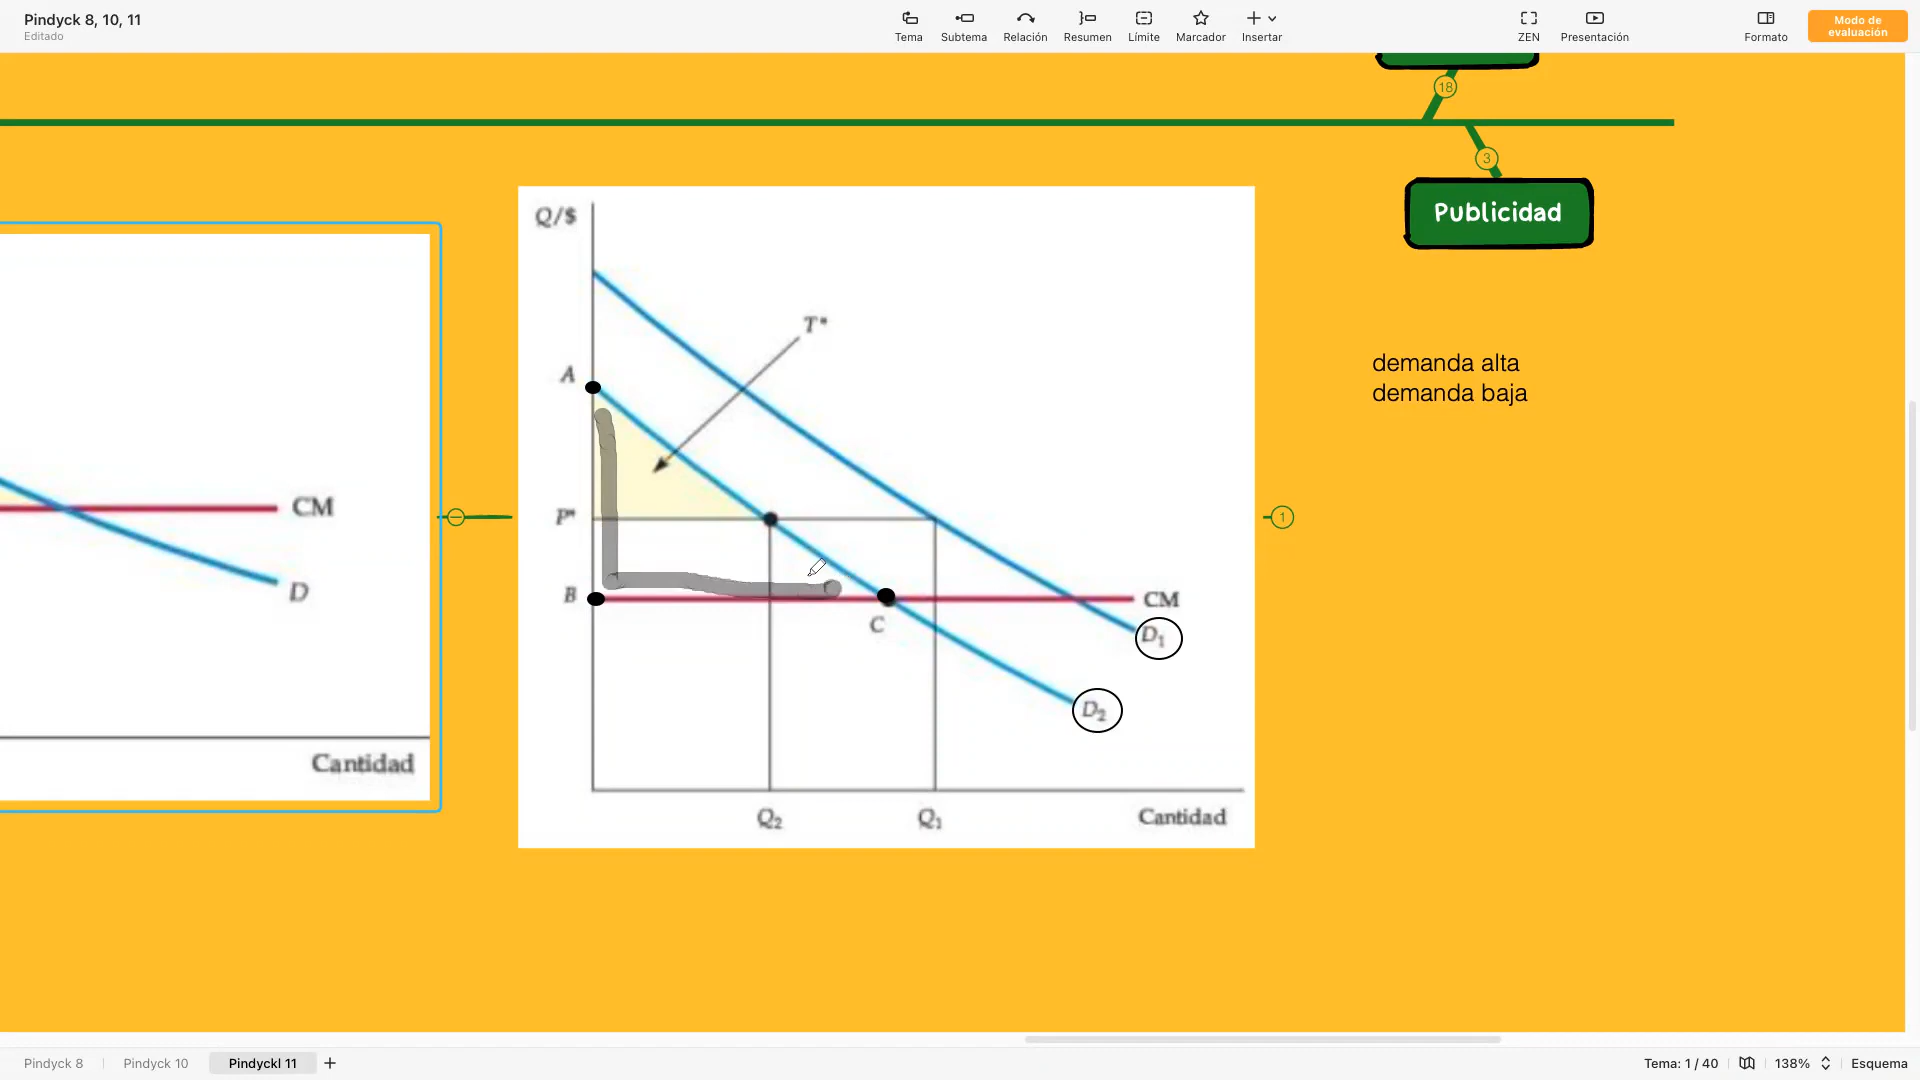 Pindyck 8, 10, 11
Editado
Tema
Subtema
Relación
Resumen
Límite
Marcador
Insertar
ZEN
Presentación
Formato
Modo de
evaluación
18
3
Publicidad
Q/$
T*
A
demanda alta
demanda baja
CM
P*
1
D
B
CM
C
D₁
D₂
Cantidad
Q₂
Q₁
Cantidad
Pindyck 8
Pindyck 10
Pindyckl 11
Tema: 1 / 40
138%
Esquema